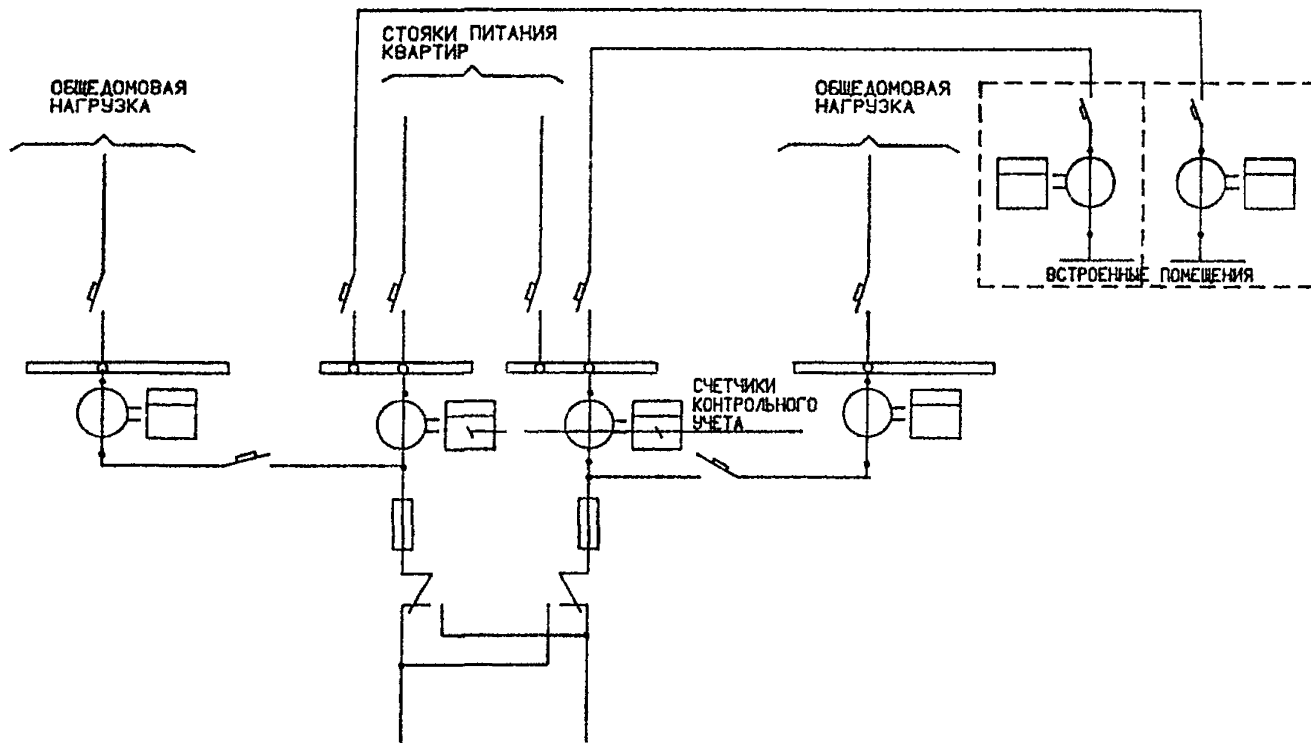 СТОЯКИ ПИТАНИЯ
КВАРТИР
ОБЩЕДОМОВАЯ
НАГРУЗКА
ОБЩЕДОМОВАЯ
НАГРУЗКА
ВСТРОЕННЫЕ ПОМЕЩЕНИЯ
СЧЕТЧИКИ
КОНТРОЛЬНОГО
УЧЕТА